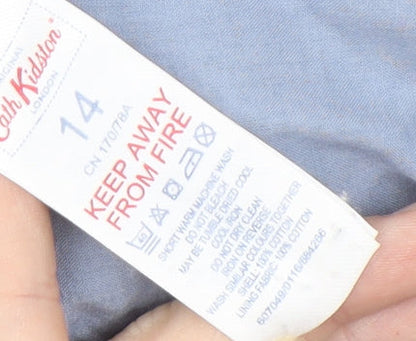 ORIGINAL
Cath Kidston®
LONDON
14
CN 170/78A
KEEP AWAY
FROM FIRE
SHORT WARM MACHINE WASH
DO NOT BLEACH
MAY BE TUMBLE DRIED COOL
COOL IRON
DO NOT DRY CLEAN
IRON ON REVERSE
WASH SIMILAR COLOURS TOGETHER
SHELL: 100% COTTON
LINING FABRIC: 100% COTTON